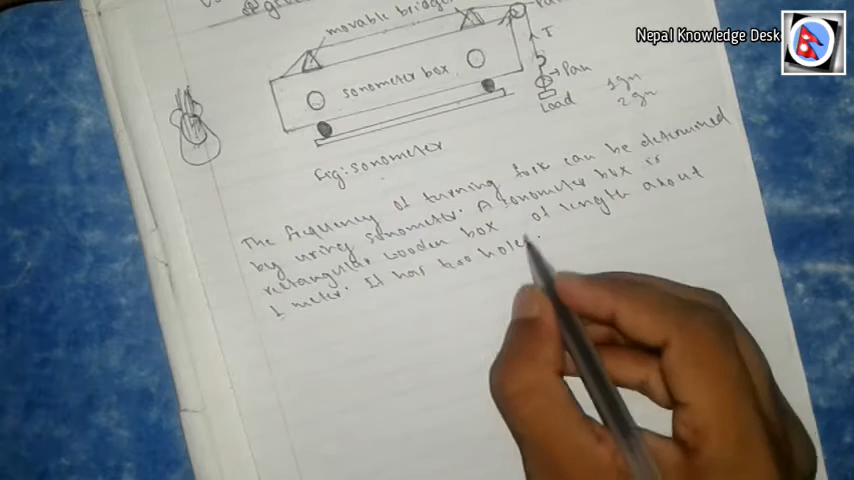 movable bridge
Nepal Knowledge Desk
T
sonometer box
Pan
1gm
2gm
Load
Fig: sonometer
The frequency of turning fork can be determined
by using sonometer. A sonometer box is
rectangular wooden box of length about
1 meter. It has two holes.